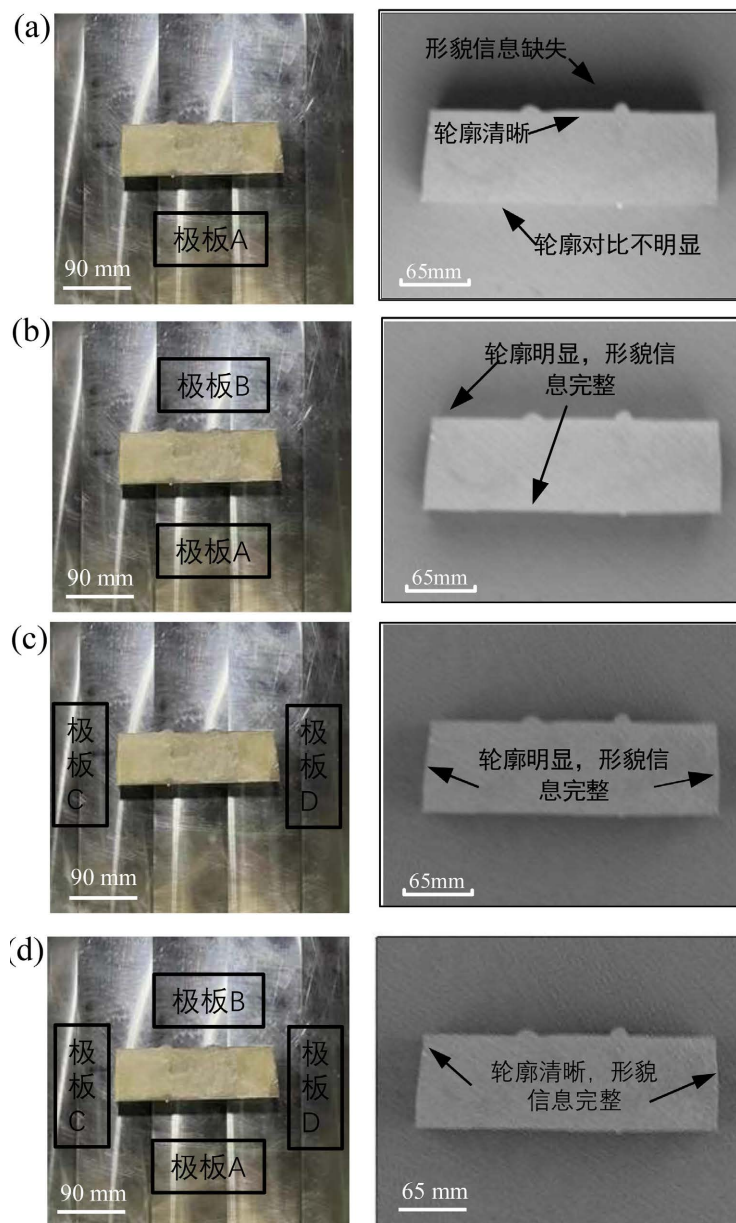 (a)
形貌信息缺失
轮廓清晰
极板A
轮廓对比不明显
90 mm
65mm
(b)
轮廓明显，形貌信
息完整
极板B
极板A
90 mm
65mm
(c)
极板C
极板D
轮廓明显，形貌信
息完整
90 mm
65mm
(d)
极板B
极板C
极板D
轮廓清晰，形貌
信息完整
极板A
90 mm
65 mm